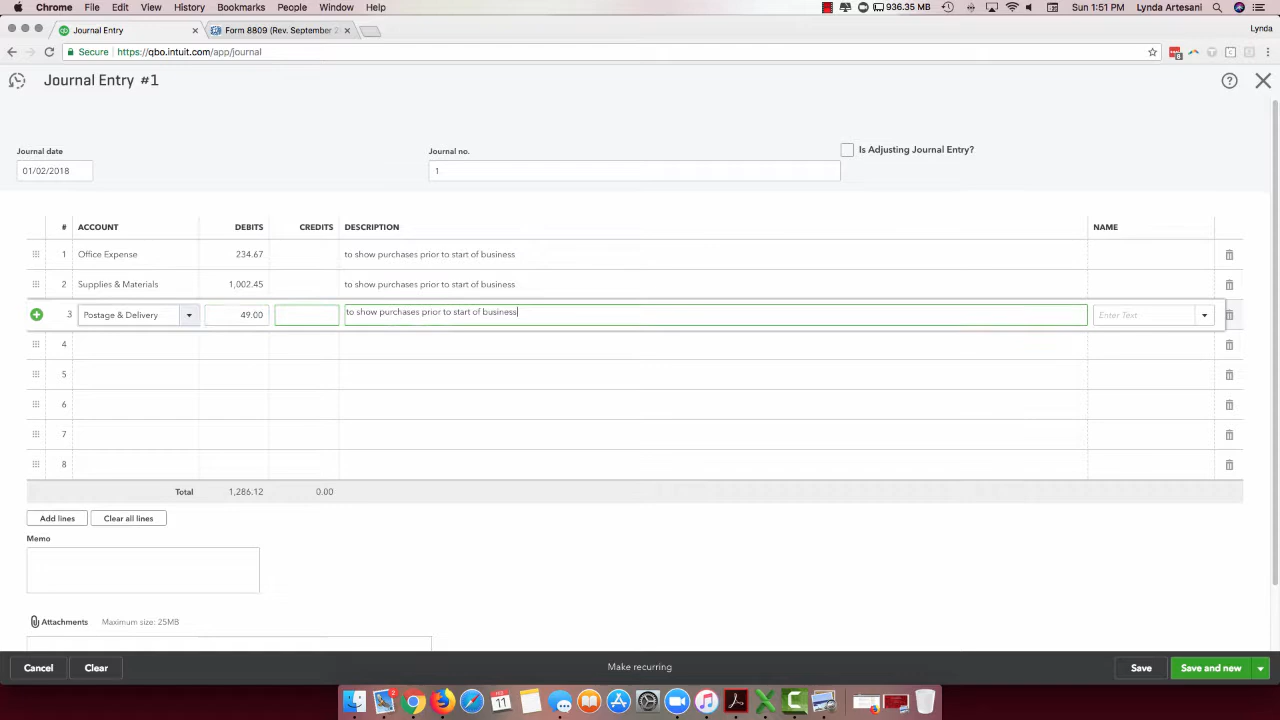 Chrome File Edit View History Bookmarks People Window Help 936.35 MB Sun 1:51 PM Lynda Artesani
Journal Entry Form 8809 (Rev. September 2 Lynda
Secure https://qbo.intuit.com/app/journal
Journal Entry #1
Journal date Journal no. Is Adjusting Journal Entry?
01/02/2018 1
# ACCOUNT DEBITS CREDITS DESCRIPTION NAME
1 Office Expense 234.67 to show purchases prior to start of business
2 Supplies & Materials 1,002.45 to show purchases prior to start of business
3 Postage & Delivery 49.00 to show purchases prior to start of business Enter Text
4
5
6
7
8
Total 1,286.12 0.00
Add lines Clear all lines
Memo
Attachments Maximum size: 25MB
Cancel Clear Make recurring Save Save and new